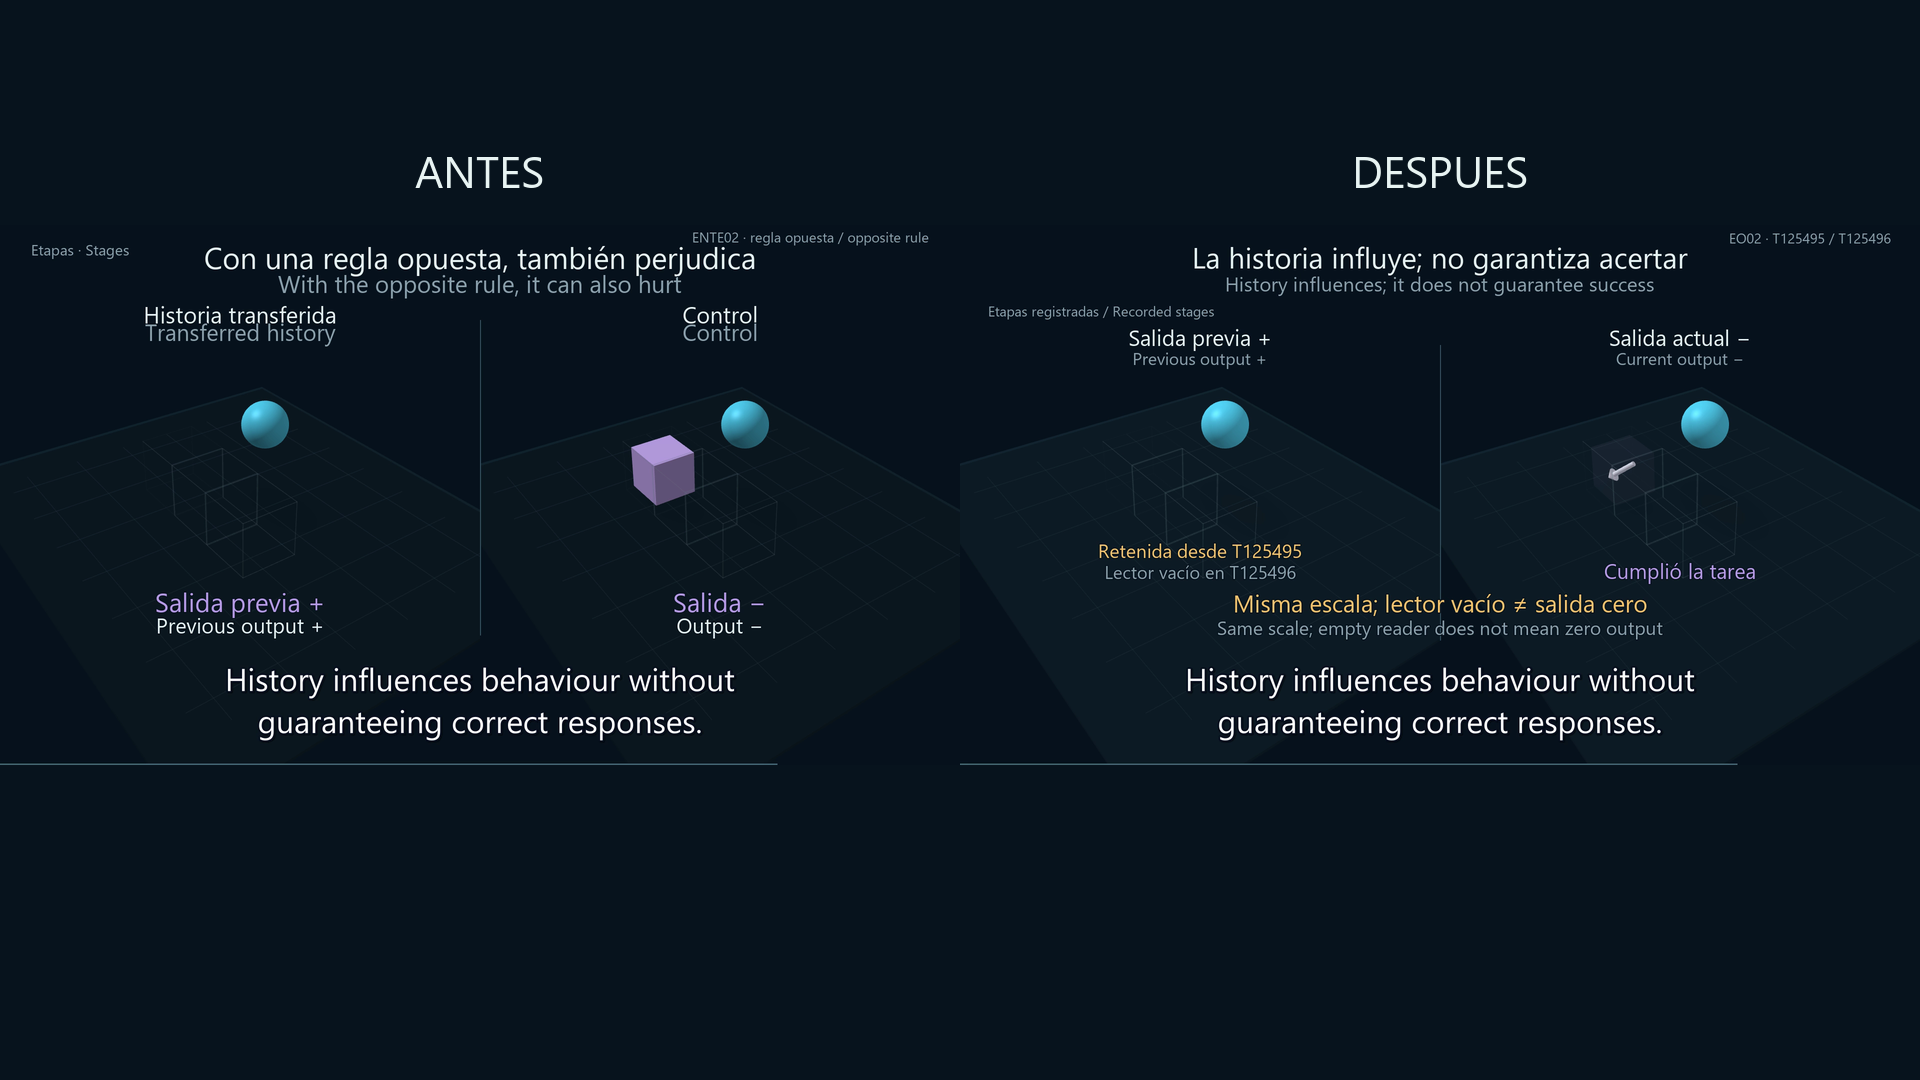 ANTES
Etapas · Stages
ENTE02 · regla opuesta / opposite rule
Con una regla opuesta, también perjudica
With the opposite rule, it can also hurt
Historia transferida
Transferred history
Control
Control
Salida previa +
Previous output +
Salida −
Output −
History influences behaviour without
guaranteeing correct responses.
DESPUES
EO02 · T125495 / T125496
La historia influye; no garantiza acertar
History influences; it does not guarantee success
Etapas registradas / Recorded stages
Salida previa +
Previous output +
Salida actual −
Current output −
Retenida desde T125495
Lector vacío en T125496
Cumplió la tarea
Misma escala; lector vacío ≠ salida cero
Same scale; empty reader does not mean zero output
History influences behaviour without
guaranteeing correct responses.